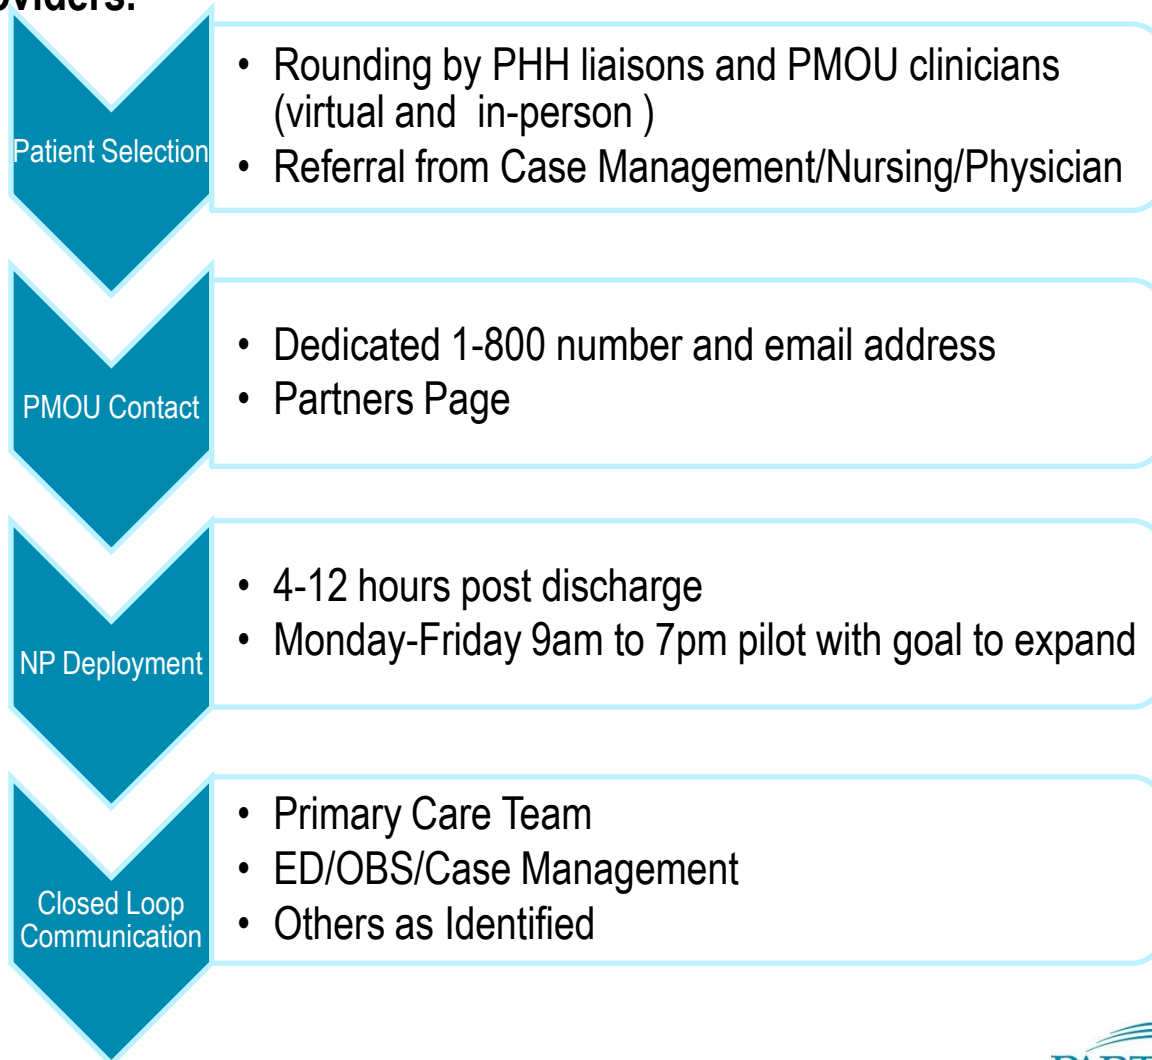 Patient Selection
• Rounding by PHH liaisons and PMOU clinicians
(virtual and in-person )
• Referral from Case Management/Nursing/Physician
PMOU Contact
• Dedicated 1-800 number and email address
• Partners Page
NP Deployment
• 4-12 hours post discharge
• Monday-Friday 9am to 7pm pilot with goal to expand
Closed Loop
Communication
• Primary Care Team
• ED/OBS/Case Management
• Others as Identified